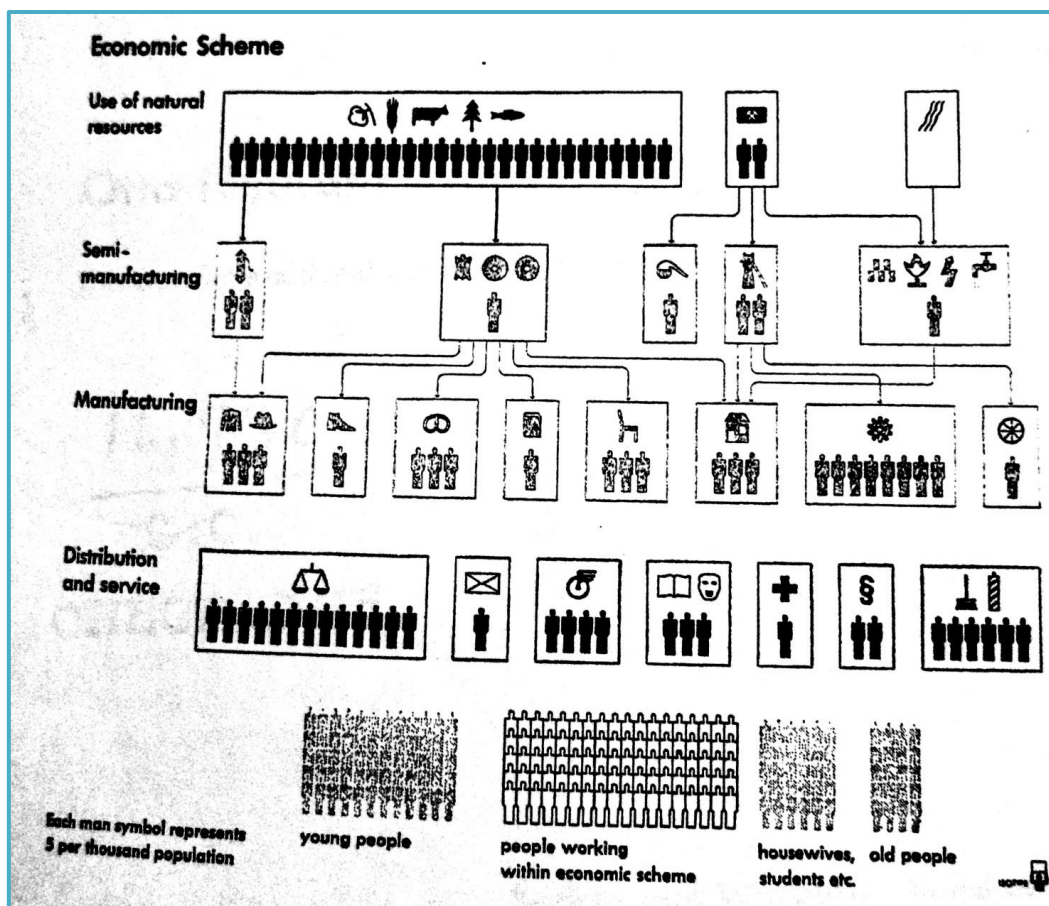 Economic Scheme
Use of natural
resources
Semi-
manufacturing
Manufacturing
Distribution
and service
§
Each man symbol represents
5 per thousand population
young people
people working
within economic scheme
housewives,
students etc.
old people